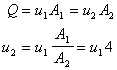 Q = u₁A₁ = u₂A₂
u₂ = u₁ A₁/A₂ = u₁4